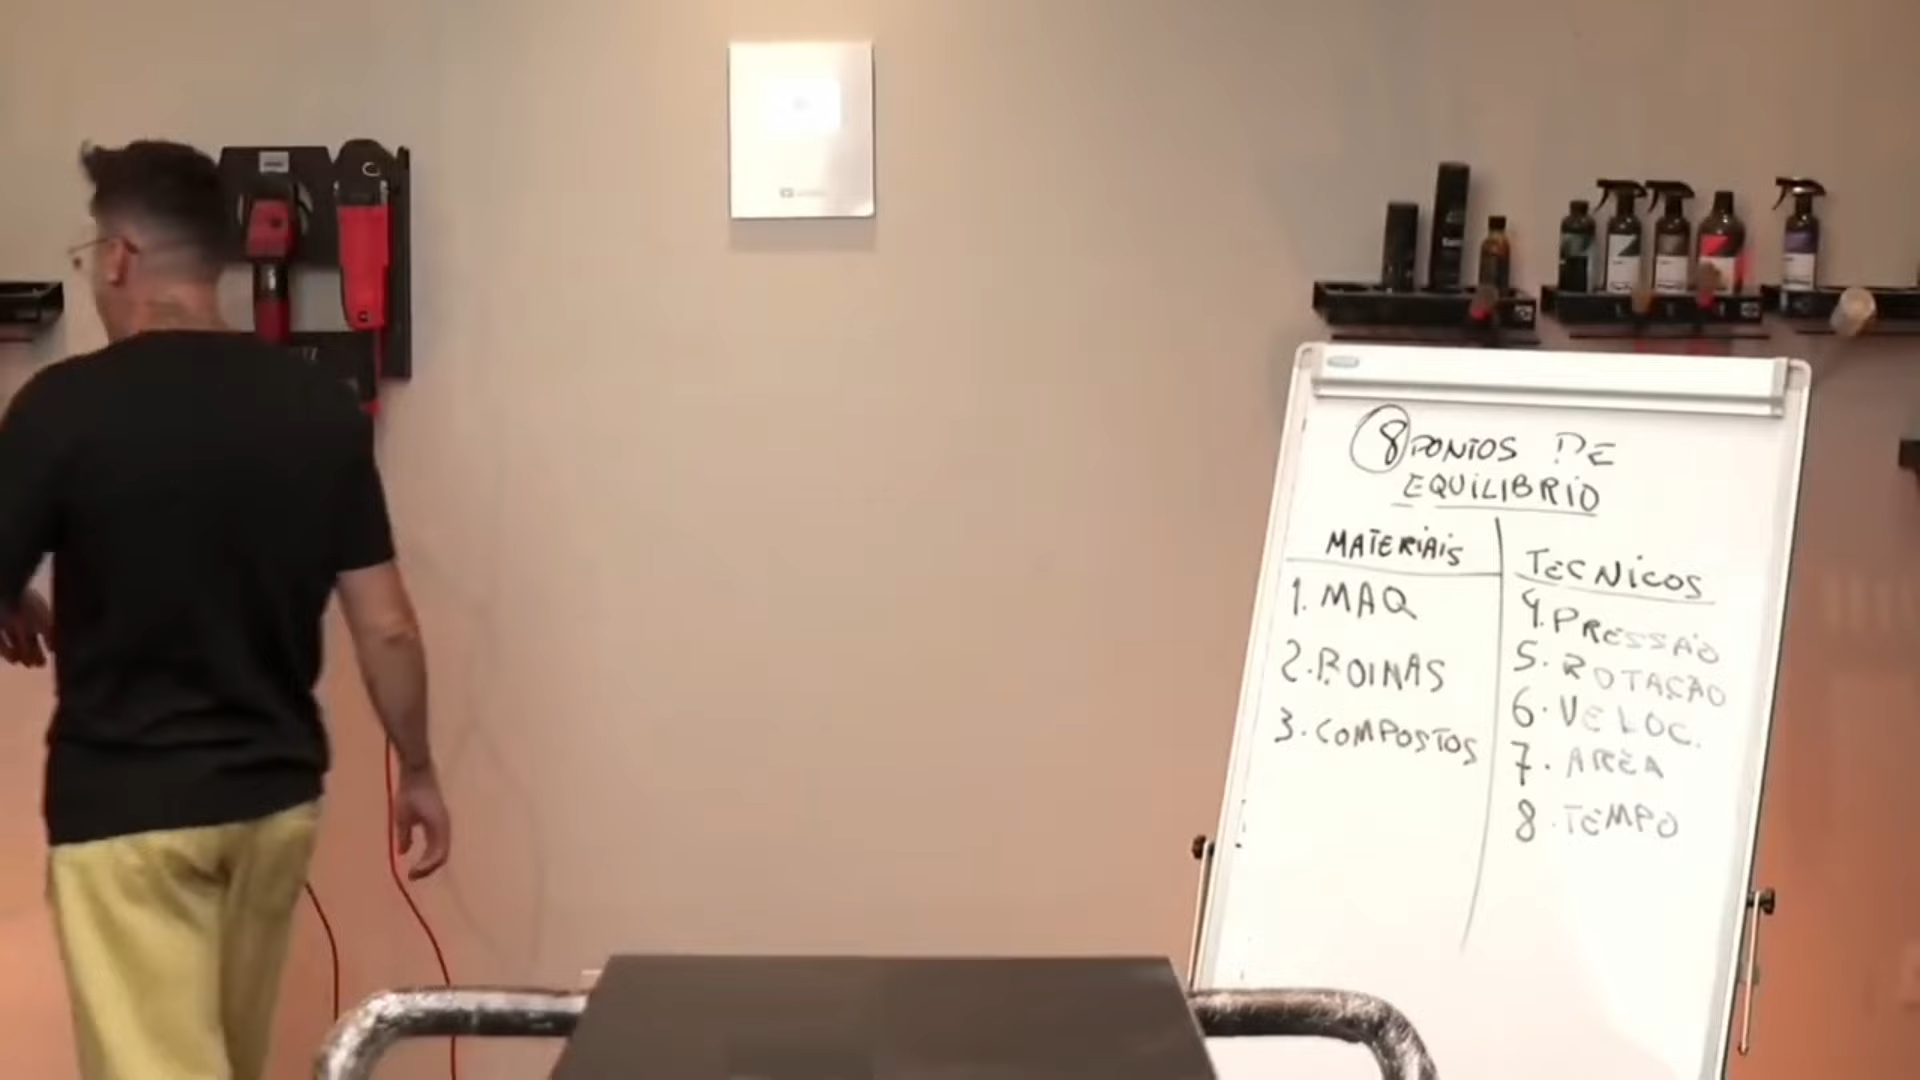 8 PONTOS DE
EQUILIBRIO
MATERIAIS
1. MAQ
2. BOINAS
3. COMPOSTOS
TECNICOS
4. PRESSÃO
5. ROTAÇÃO
6. VELOC.
7. AREA
8. TEMPO